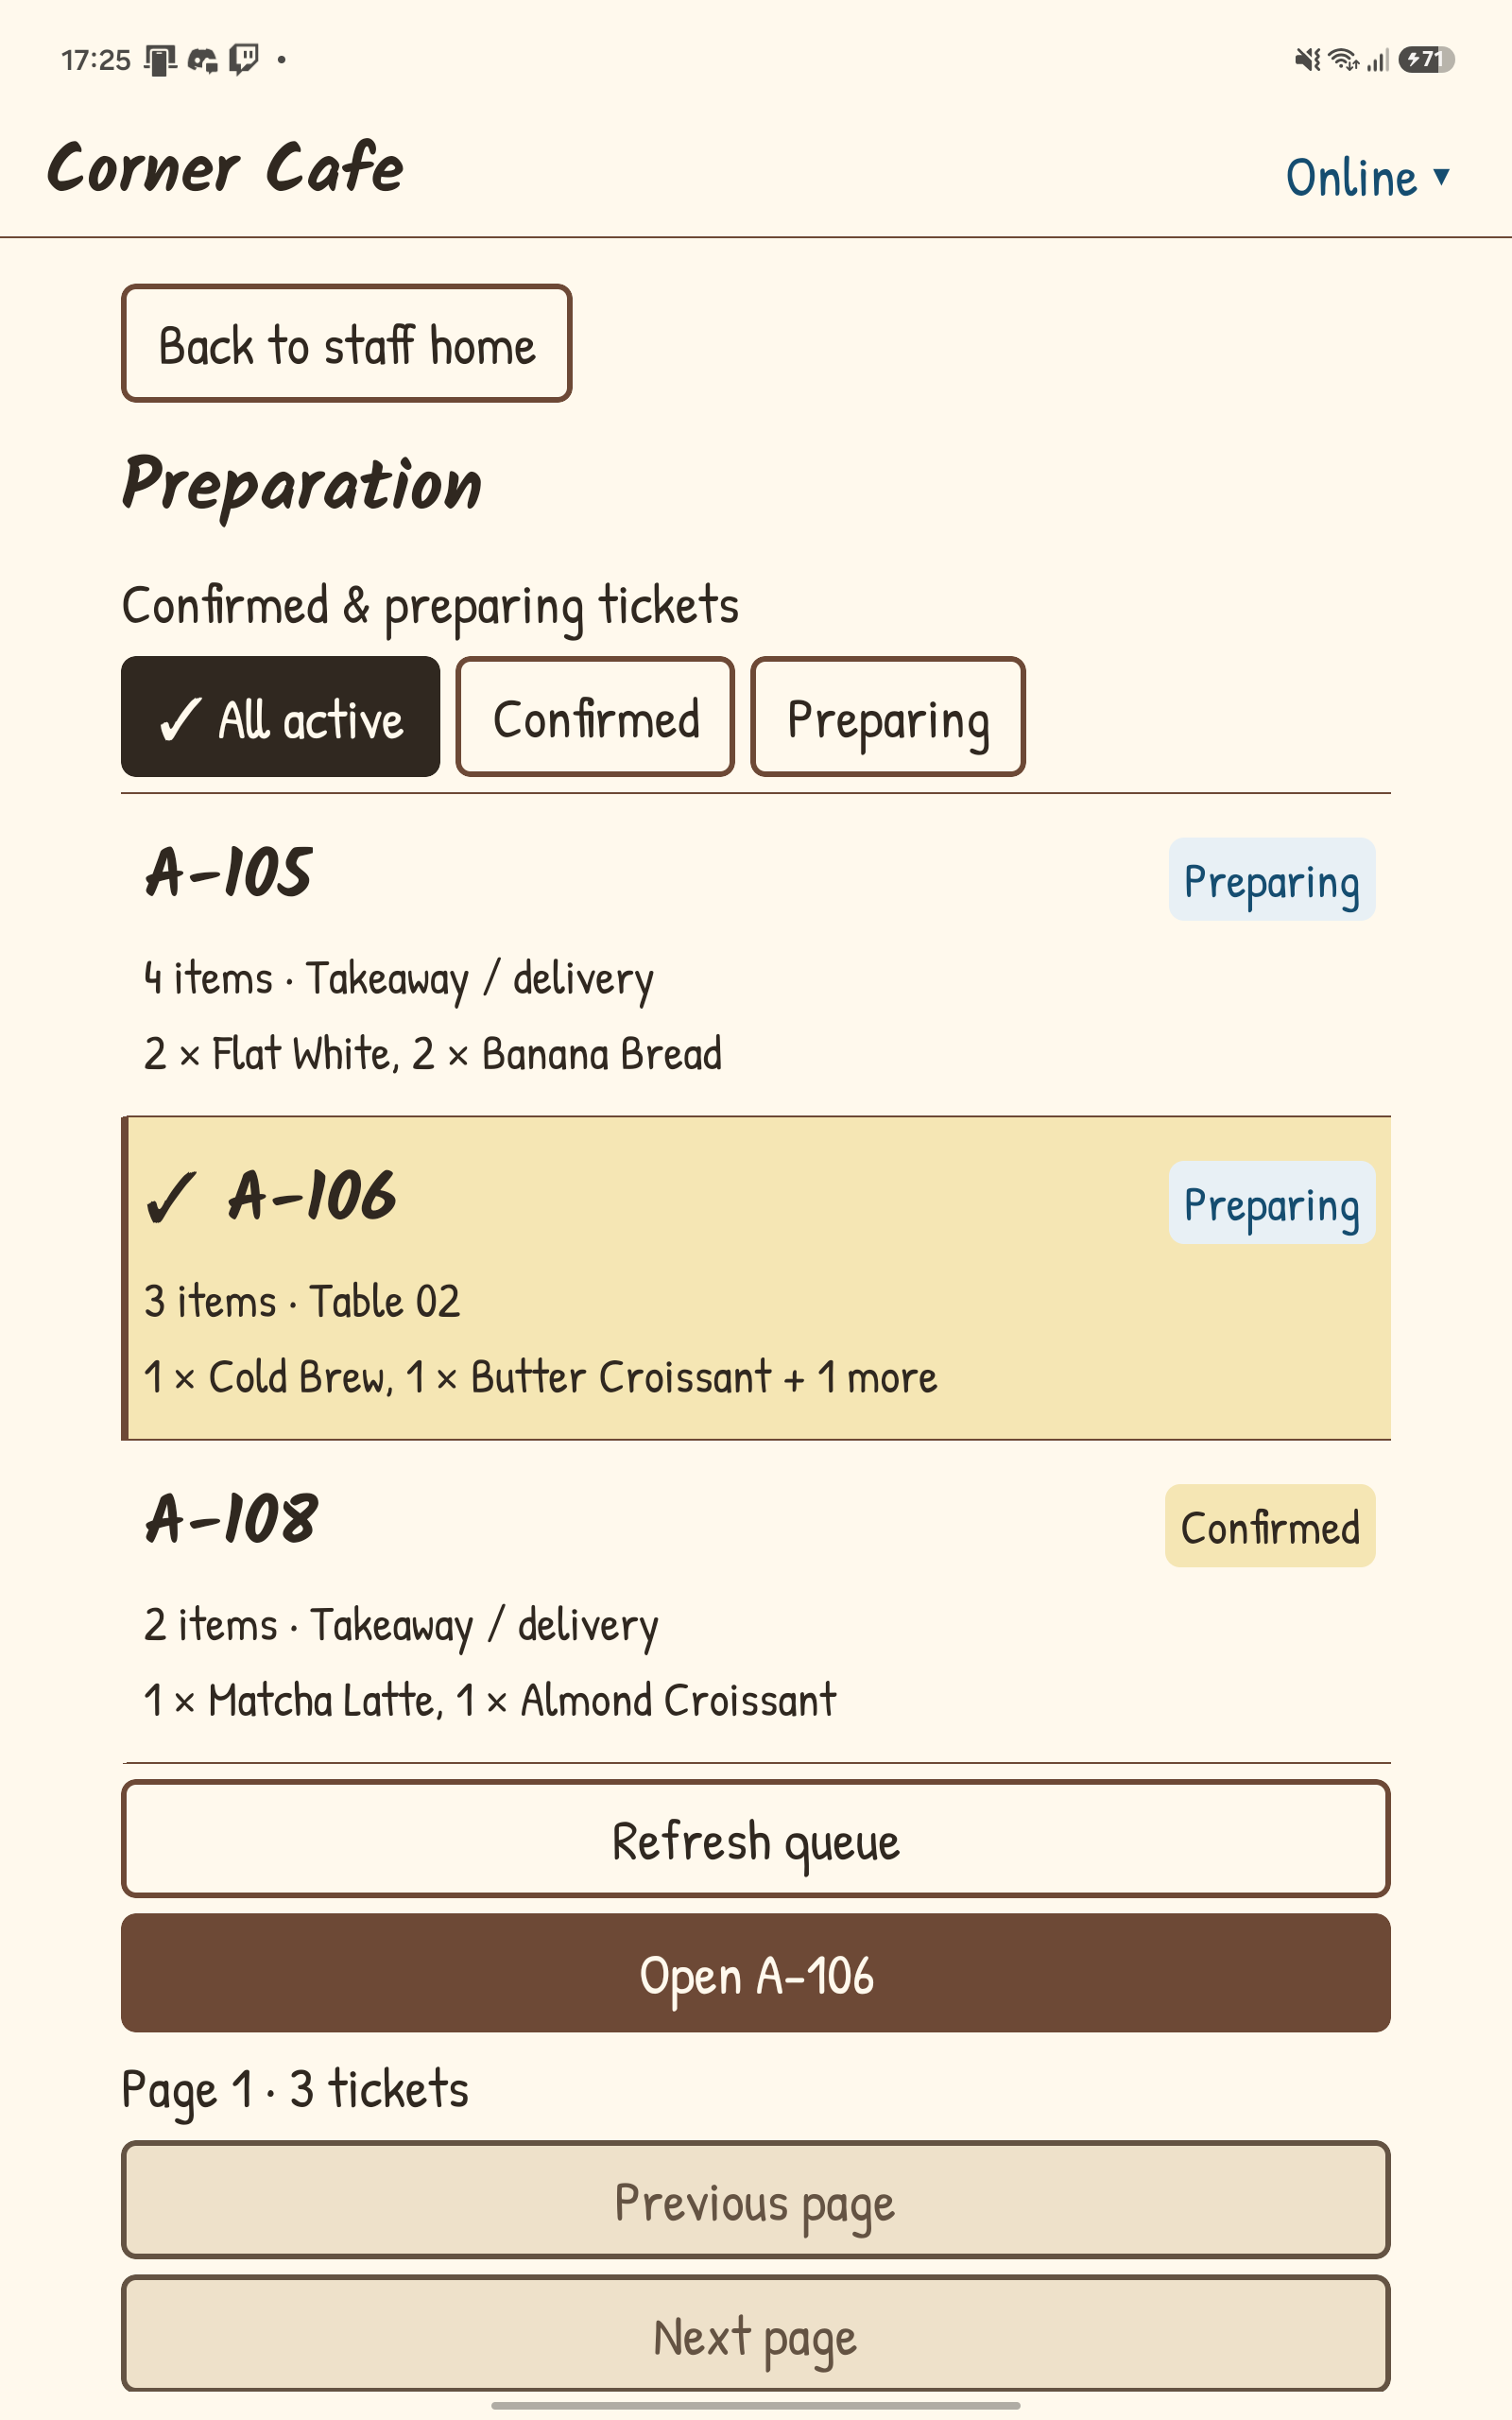 17:25
71
Corner Cafe
Online ▼
Back to staff home
Preparation
Confirmed & preparing tickets
✓ All active
Confirmed
Preparing
A-105
Preparing
4 items · Takeaway / delivery
2 × Flat White, 2 × Banana Bread
✓ A-106
Preparing
3 items · Table 02
1 × Cold Brew, 1 × Butter Croissant + 1 more
A-108
Confirmed
2 items · Takeaway / delivery
1 × Matcha Latte, 1 × Almond Croissant
Refresh queue
Open A-106
Page 1 · 3 tickets
Previous page
Next page